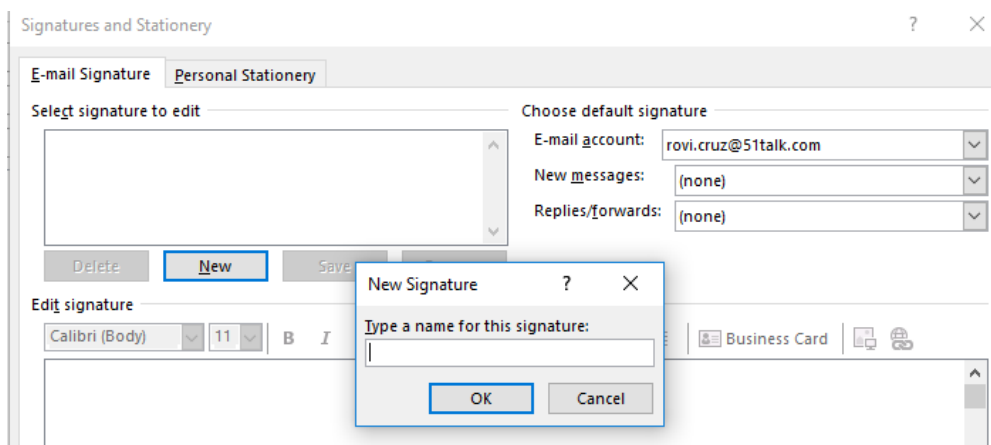 Signatures and Stationery ?
E-mail Signature Personal Stationery
Select signature to edit
Choose default signature
E-mail account: rovi.cruz@51talk.com
New messages: (none)
Replies/forwards: (none)
Delete New Save
New Signature ?
Type a name for this signature:
OK Cancel
Edit signature
Calibri (Body) 11 B I Business Card